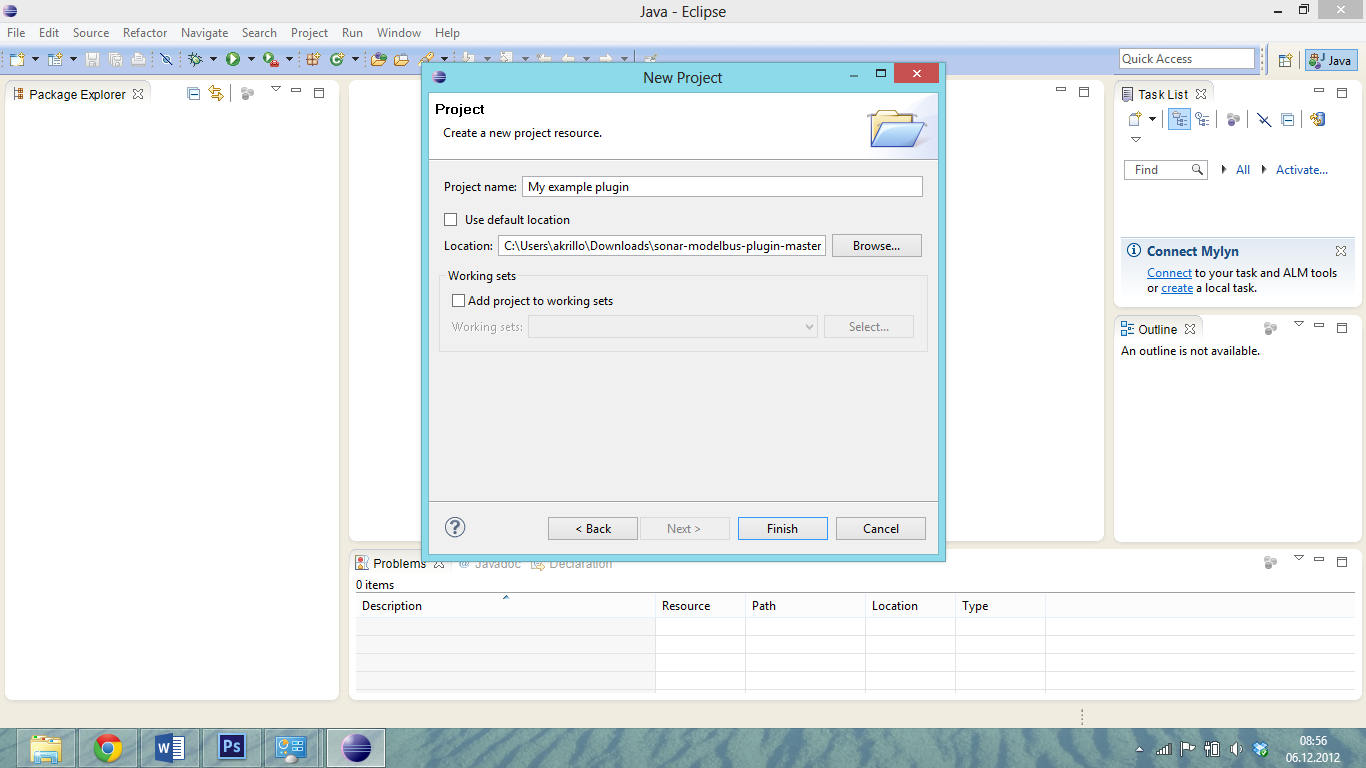 Java - Eclipse
File Edit Source Refactor Navigate Search Project Run Window Help
Quick Access
Java
Package Explorer
New Project
Project
Create a new project resource.
Project name: My example plugin
Use default location
Location: C:\Users\akrillo\Downloads\sonar-modelbus-plugin-master Browse...
Working sets
Add project to working sets
Working sets: Select...
< Back Next > Finish Cancel
Task List
Find All Activate...
Connect Mylyn
Connect to your task and ALM tools
or create a local task.
Outline
An outline is not available.
Problems @ Javadoc Declaration
0 items
Description Resource Path Location Type
W Ps
08:56
06.12.2012